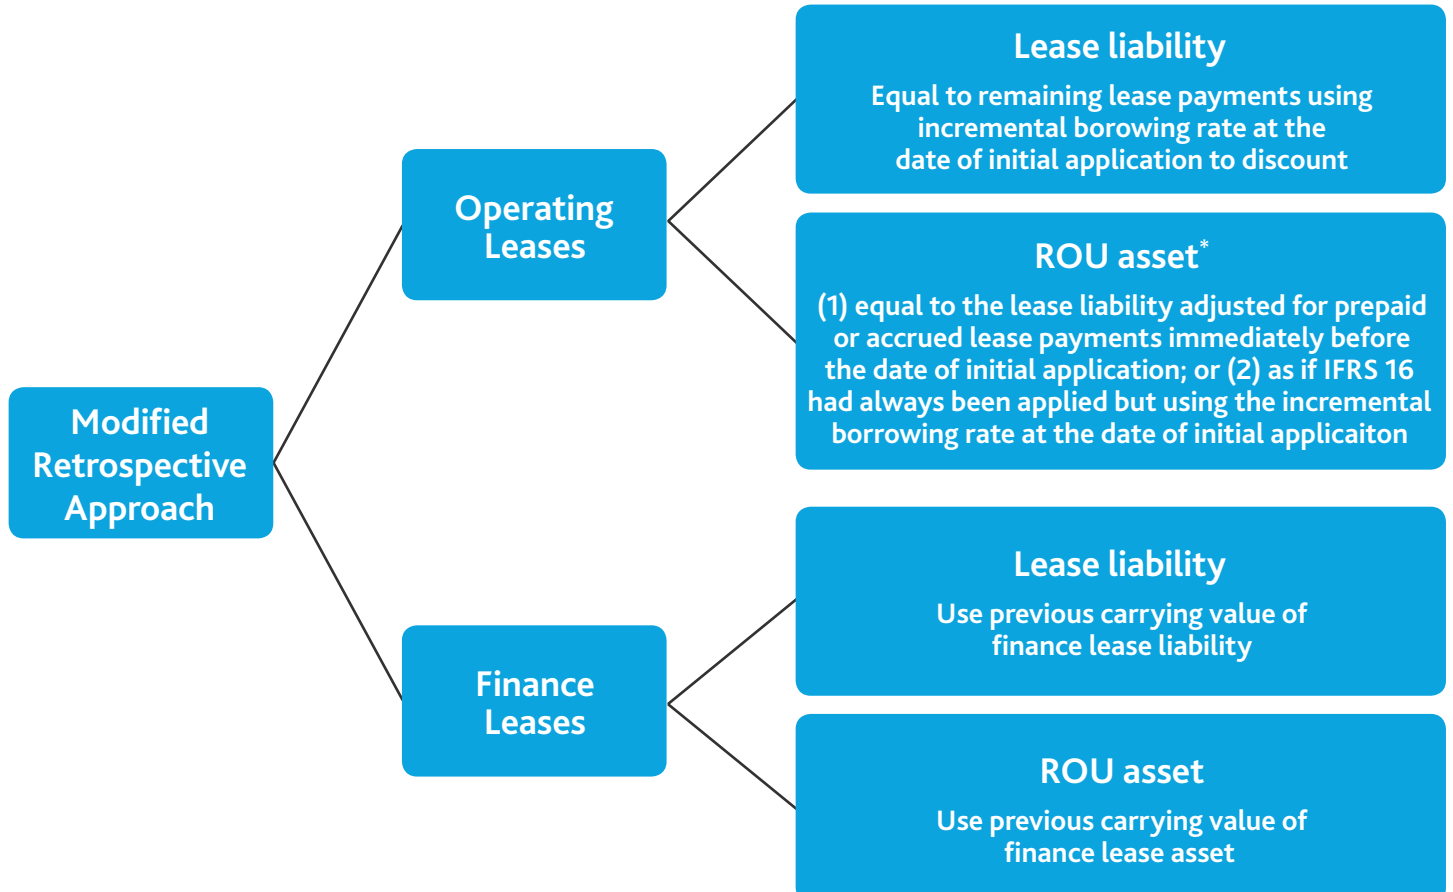 Modified
Retrospective
Approach
Operating
Leases
Lease liability
Equal to remaining lease payments using
incremental borowing rate at the
date of initial application to discount
ROU asset*
(1) equal to the lease liability adjusted for prepaid
or accrued lease payments immediately before
the date of initial application; or (2) as if IFRS 16
had always been applied but using the incremental
borrowing rate at the date of initial applicaiton
Finance
Leases
Lease liability
Use previous carrying value of
finance lease liability
ROU asset
Use previous carrying value of
finance lease asset